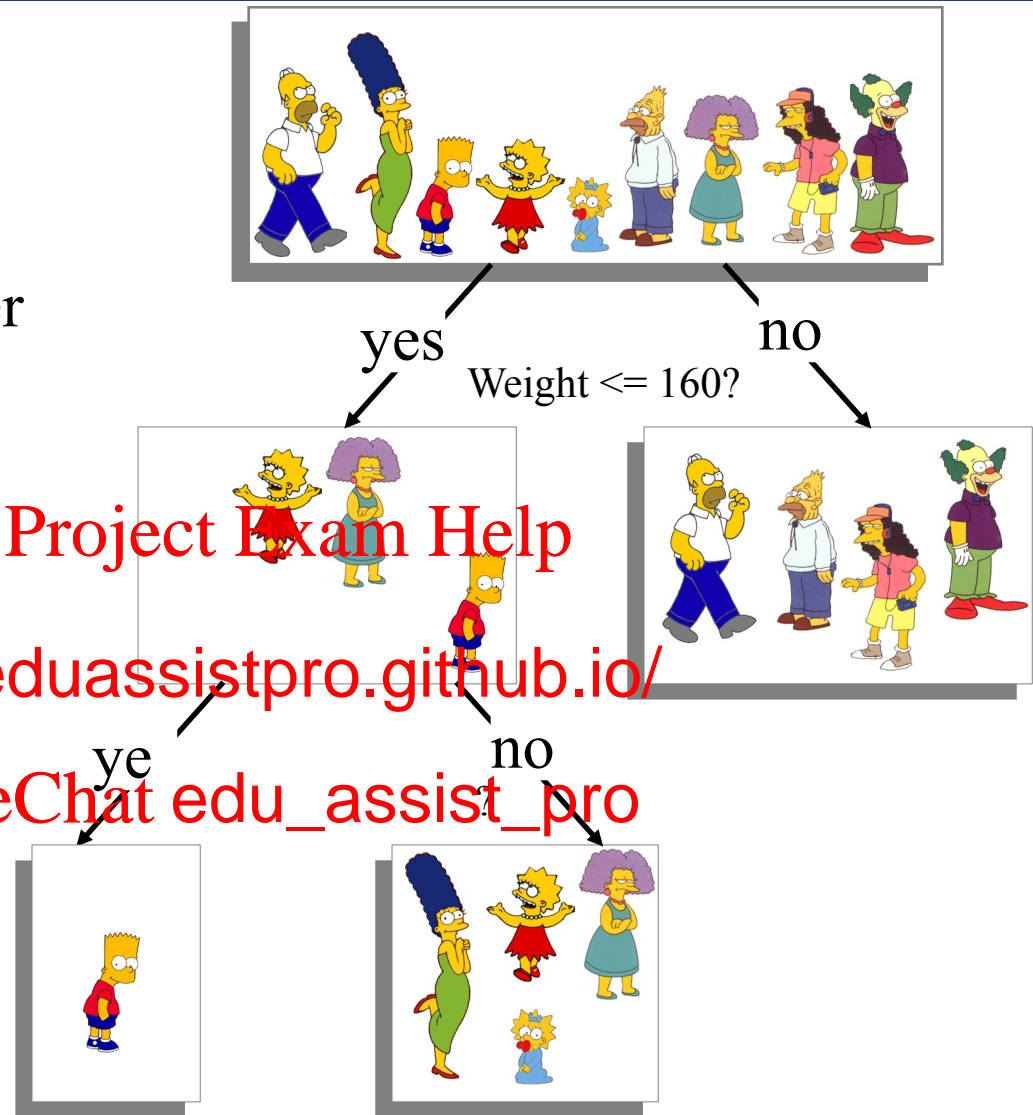 r
yes
no
Weight <= 160?
Project Exam Help
eduassistpro.github.io/
ye
no
eChat edu_assist_pro
?